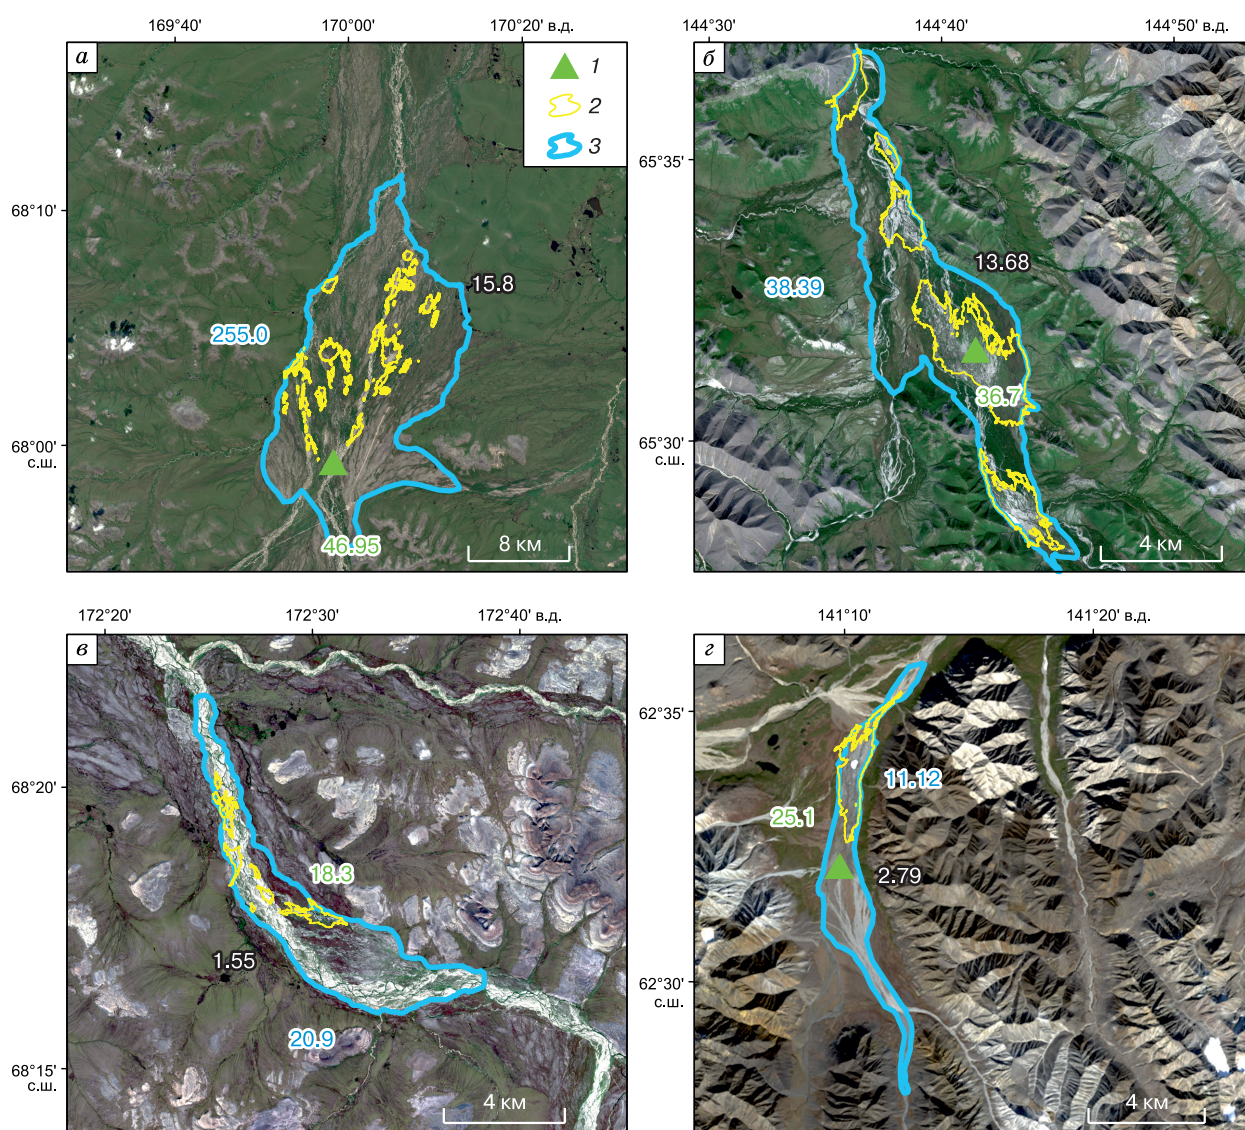 169°40' 170°00' 170°20' в.д.
144°30' 144°40' 144°50' в.д.
а
1
2
3
68°10'
15.8
255.0
68°00'
с.ш.
46.95
8 км
б
65°35'
13.68
38.39
36.7
65°30'
с.ш.
4 км
172°20' 172°30' 172°40' в.д.
141°10' 141°20' в.д.
в
68°20'
18.3
1.55
20.9
68°15'
с.ш.
4 км
г
62°35'
11.12
25.1
2.79
62°30'
с.ш.
4 км